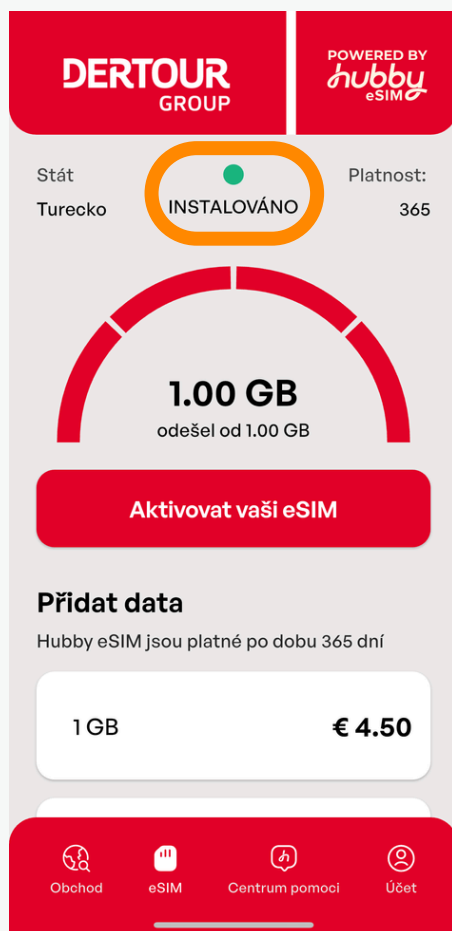 DERTOUR
GROUP
POWERED BY
hubby
eSIM
Stát
INSTALOVÁNO
Platnost:
Turecko
365
1.00 GB
odešel od 1.00 GB
Aktivovat vaši eSIM
Přidat data
Hubby eSIM jsou platné po dobu 365 dní
1 GB
€ 4.50
Obchod
eSIM
Centrum pomoci
Účet